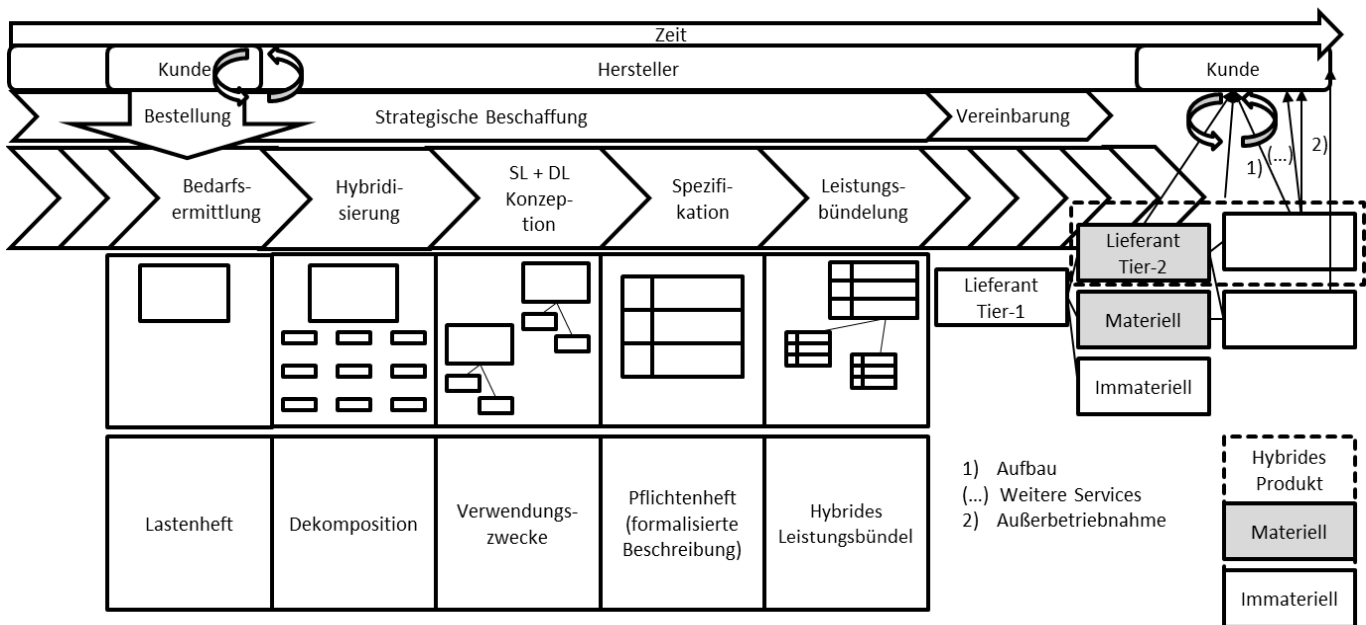 Zeit
Kunde
Hersteller
Kunde
Bestellung
Strategische Beschaffung
Vereinbarung
1)
(...)
2)
Bedarfs-
ermittlung
Hybridi-
sierung
SL + DL
Konzep-
tion
Spezifi-
kation
Leistungs-
bündelung
Lieferant
Tier-1
Lieferant
Tier-2
Materiell
Immateriell
Lastenheft
Dekomposition
Verwendungs-
zwecke
Pflichtenheft
(formalisierte
Beschreibung)
Hybrides
Leistungsbündel
1) Aufbau
(...) Weitere Services
2) Außerbetriebnahme
Hybrides
Produkt
Materiell
Immateriell